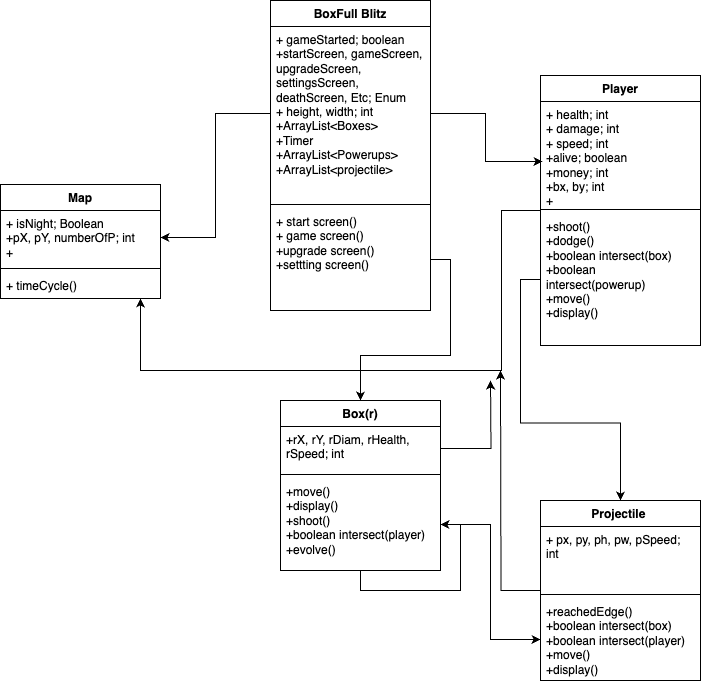 BoxFull Blitz
+ gameStarted; boolean
+startScreen, gameScreen,
upgradeScreen,
settingsScreen,
deathScreen, Etc; Enum
+ height, width; int
+ArrayList<Boxes>
+Timer
+ArrayList<Powerups>
+ArrayList<projectile>
+ start screen()
+ game screen()
+upgrade screen()
+settting screen()
Player
+ health; int
+ damage; int
+ speed; int
+alive; boolean
+money; int
+bx, by; int
+
+shoot()
+dodge()
+boolean intersect(box)
+boolean
intersect(powerup)
+move()
+display()
Map
+ isNight; Boolean
+pX, pY, numberOfP; int
+
+ timeCycle()
Box(r)
+rX, rY, rDiam, rHealth,
rSpeed; int
+move()
+display()
+shoot()
+boolean intersect(player)
+evolve()
Projectile
+ px, py, ph, pw, pSpeed;
int
+reachedEdge()
+boolean intersect(box)
+boolean intersect(player)
+move()
+display()